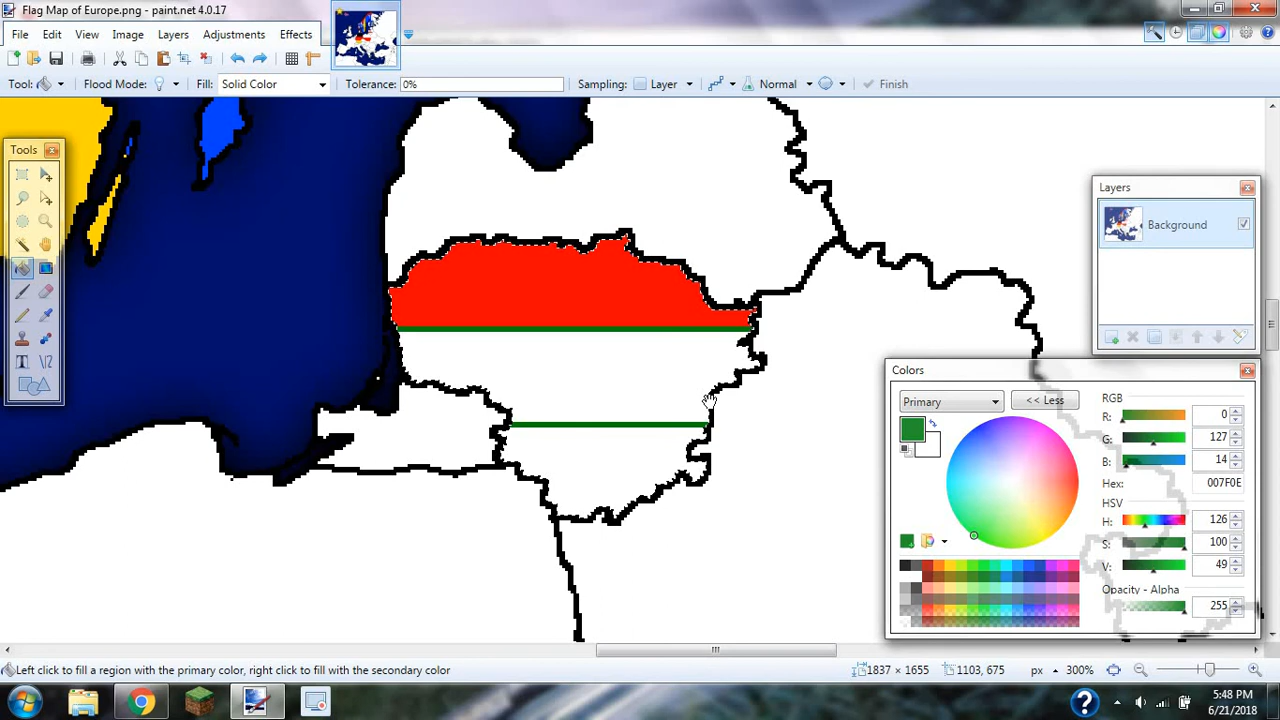 Flag Map of Europe.png - paint.net 4.0.17
File Edit View Image Layers Adjustments Effects
Tool: Flood Mode: Fill: Solid Color Tolerance: 0% Sampling: Layer Normal Finish
Tools
Layers
Background
Colors
Primary
<< Less
RGB
R: 0
G: 127
B: 14
Hex: 007F0E
HSV
H: 126
S: 100
V: 49
Opacity - Alpha
255
Left click to fill a region with the primary color, right click to fill with the secondary color
1837 × 1655 1103, 675 px 300%
5:48 PM
6/21/2018